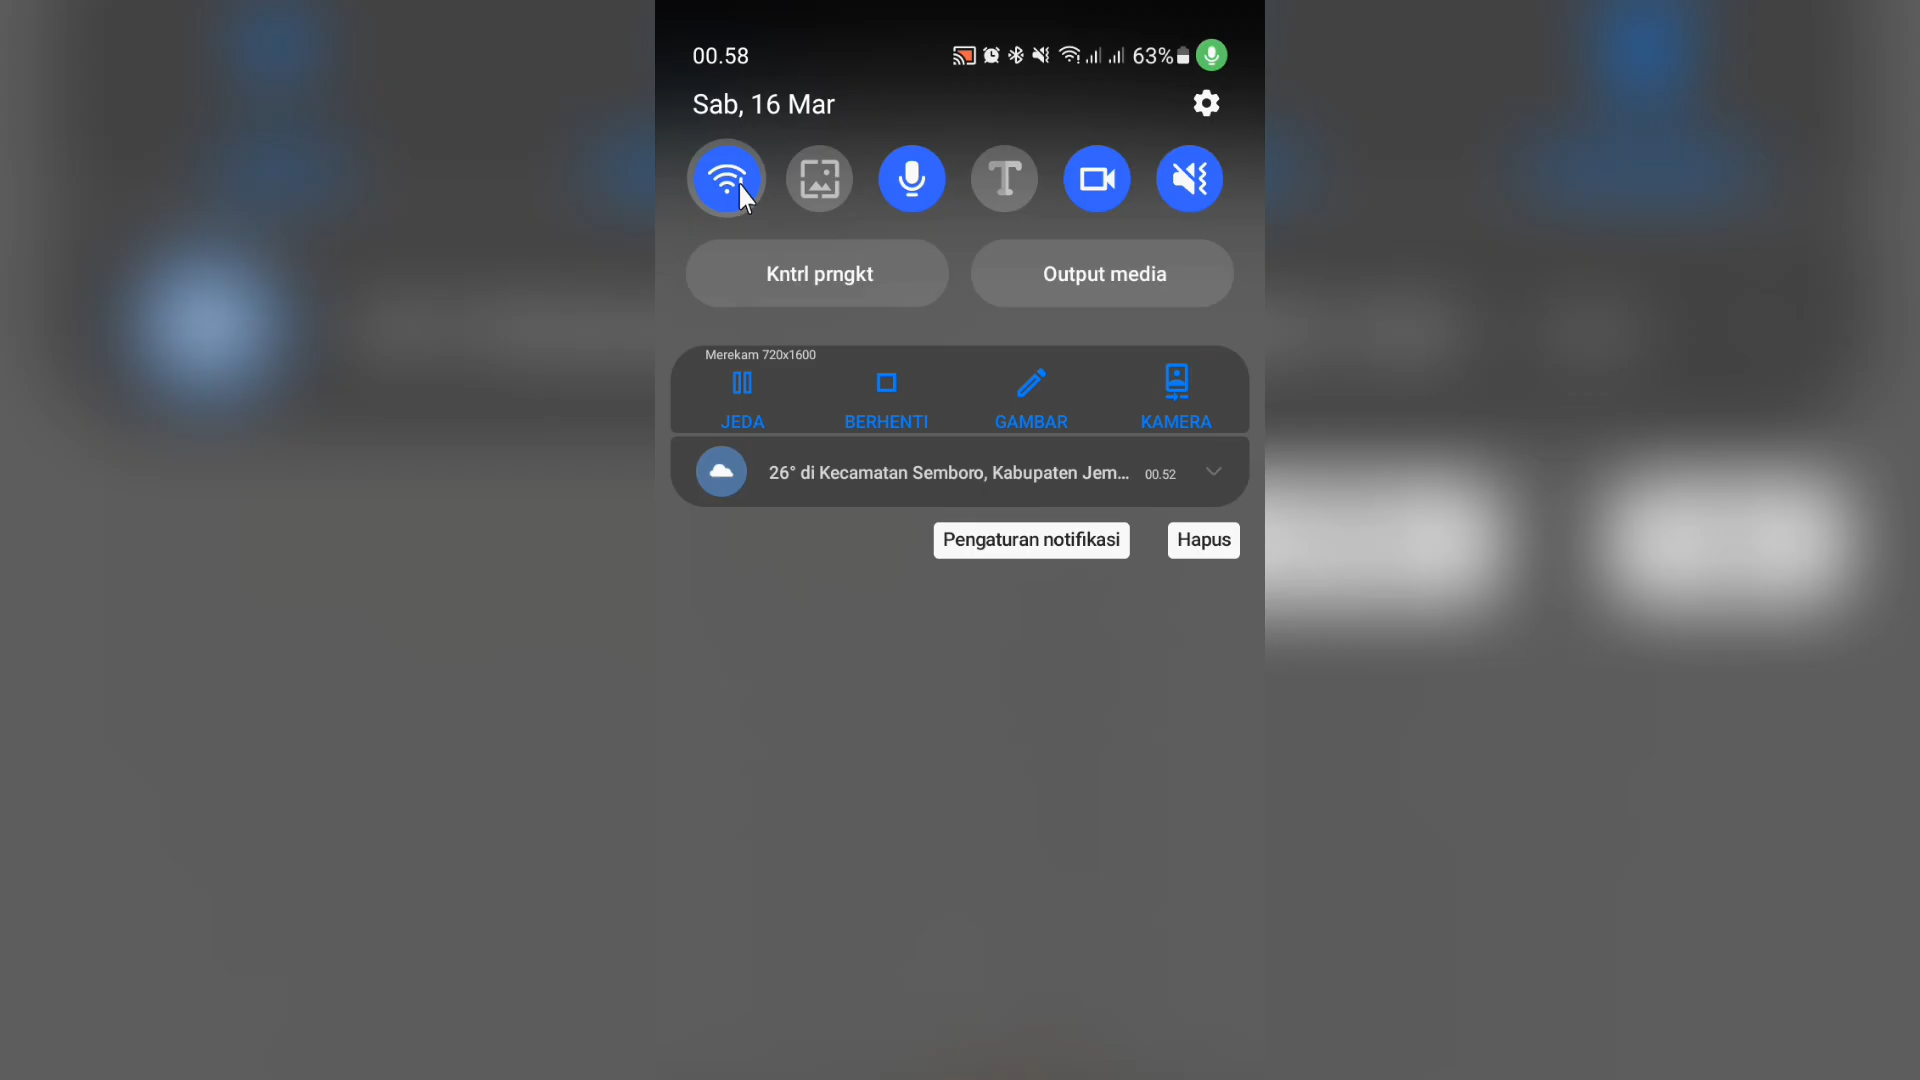 00.58
63%
Sab, 16 Mar
T
Kntrl prngkt
Output media
Merekam 720x1600
JEDA
BERHENTI
GAMBAR
KAMERA
26° di Kecamatan Semboro, Kabupaten Jem... 00.52
Pengaturan notifikasi
Hapus